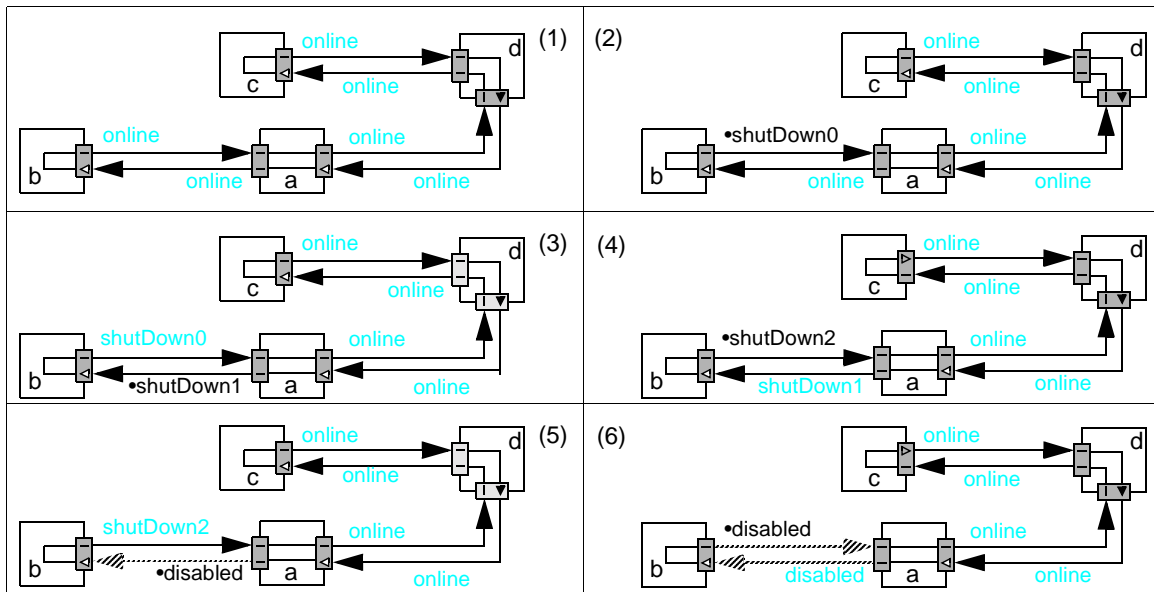 online (1) d
c online
online online
b online a online
(2) online d
c online
•shutDown0 online
b online a online
online (3) d
c online
shutDown0 online
b •shutDown1 a online
(4) online d
c online
•shutDown2 online
b shutDown1 a online
online (5) d
c online
shutDown2 online
b •disabled a online
(6) online d
c online
•disabled online
b disabled a online